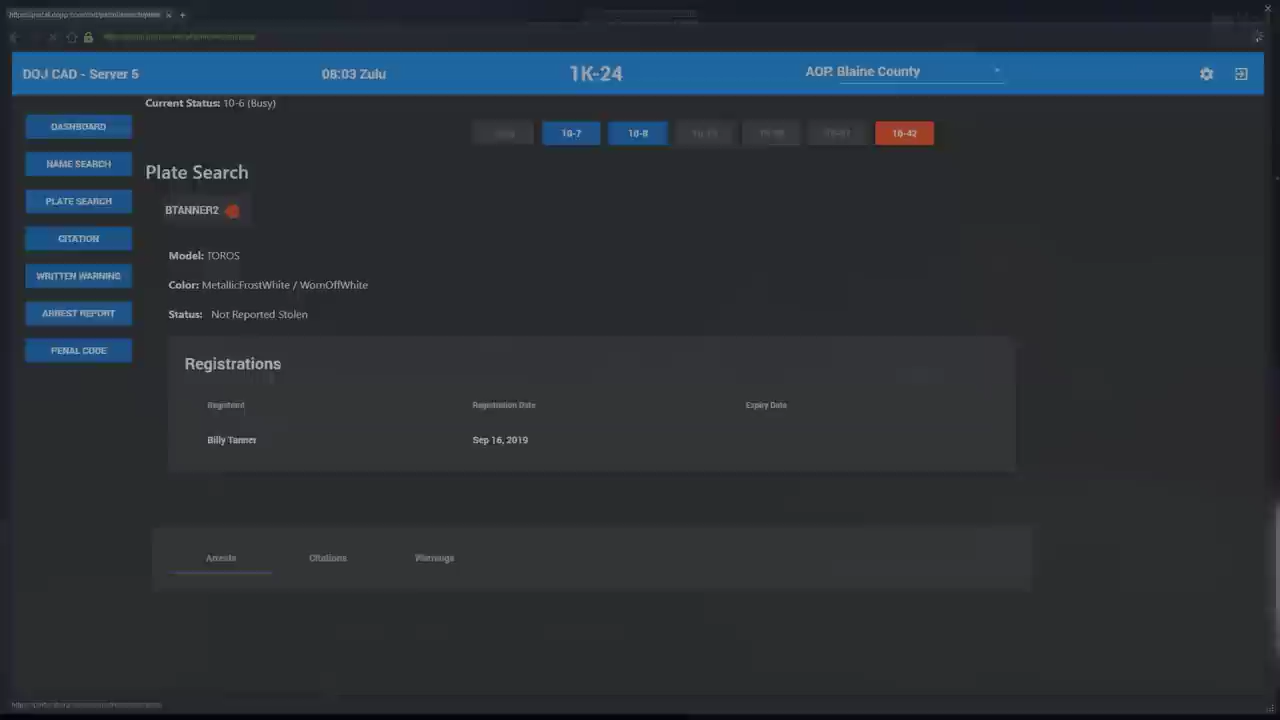 DOJ CAD - Server 5
08:03 Zulu
1K-24
AOP: Blaine County
Current Status: 10-6 (Busy)
10-7
10-8
10-42
DASHBOARD
NAME SEARCH
PLATE SEARCH
CITATION
WRITTEN WARNING
ARREST REPORT
PENAL CODE
Plate Search
BTANNER2
Model: TOROS
Color: MetallicFrostWhite / WornOffWhite
Status: Not Reported Stolen
Registrations
Registrant
Registration Date
Expiry Date
Billy Tanner
Sep 16, 2019
Arrests
Citations
Warnings